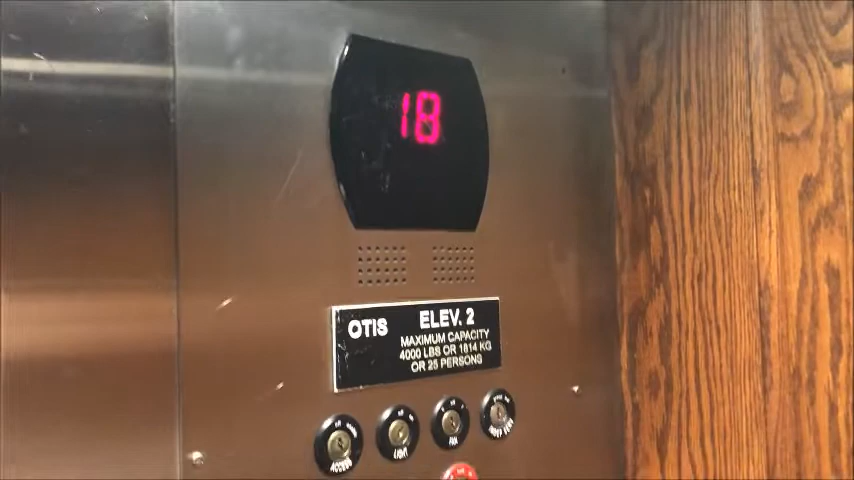 18
OTIS
ELEV. 2
MAXIMUM CAPACITY
4000 LBS OR 1814 KG
OR 25 PERSONS
ACCESS
LIGHT
FAN